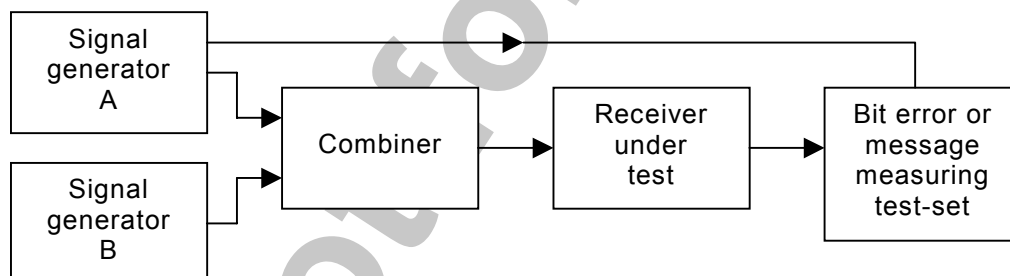 Signal
generator
A
Signal
generator
B
Combiner
Receiver
under
test
Bit error or
message
measuring
test-set